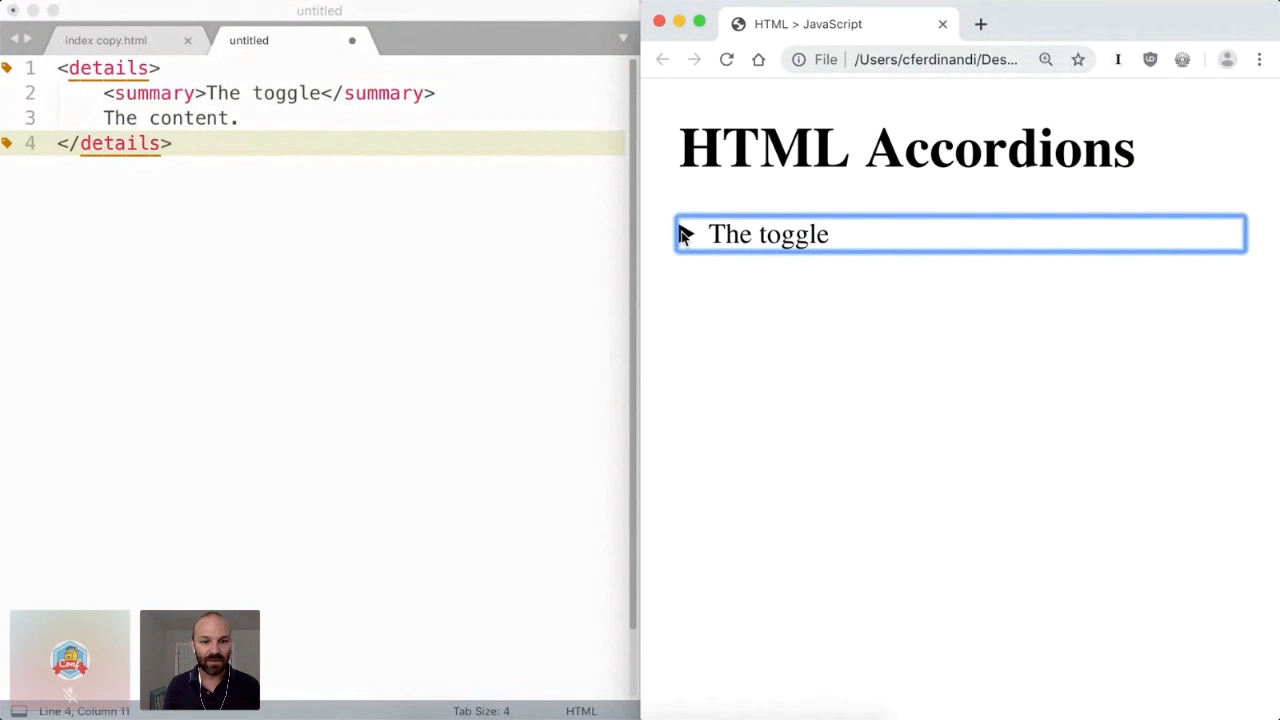 untitled
index copy.html
untitled
1 <details>
2 <summary>The toggle</summary>
3 The content.
4 </details>
Line 4, Column 11
Tab Size: 4
HTML
HTML > JavaScript
File
/Users/cferdinandi/Des...
HTML Accordions
The toggle
Conf